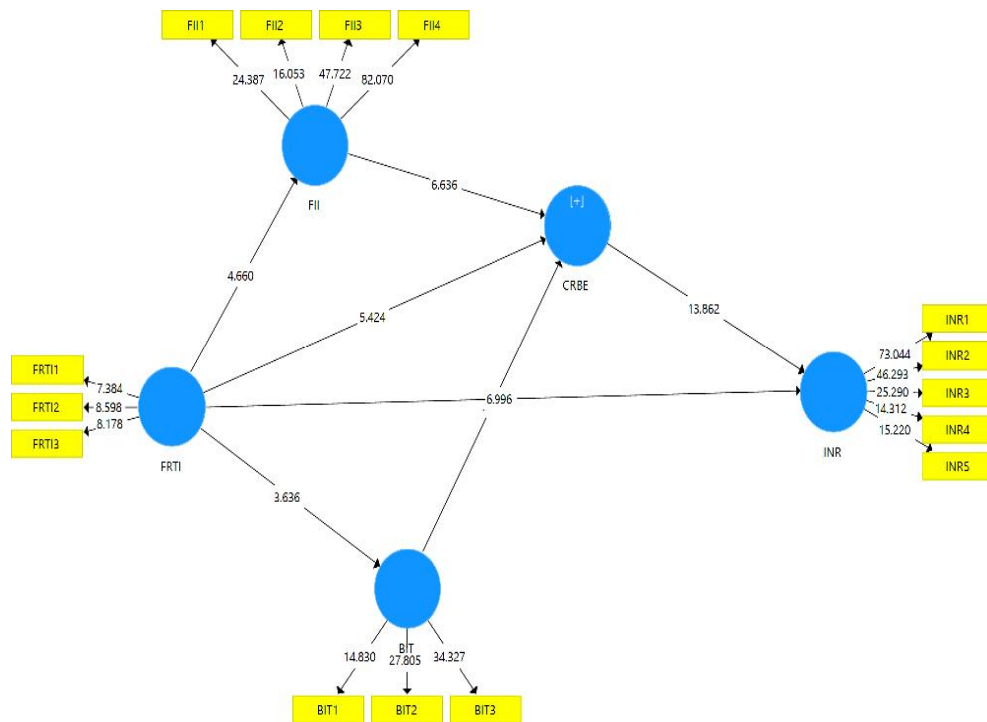 FII1 FII2 FII3 FII4
24.387 16.053 47.722 82.070
FII
6.636
[+]
CRBE
4.660
5.424
13.862
INR1
INR2
INR3
INR4
INR5
73.044
46.293
25.290
14.312
15.220
INR
FRTI1
FRTI2
FRTI3
7.384
8.598
8.178
FRTI
6.996
3.636
BIT
14.830 27.805 34.327
BIT1 BIT2 BIT3